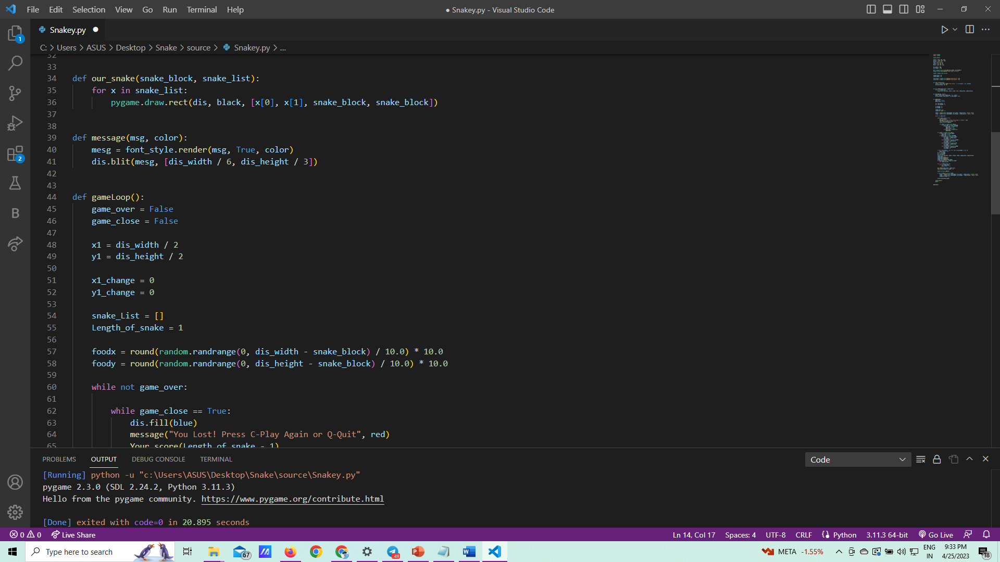 File Edit Selection View Go Run Terminal Help
● Snakey.py - Visual Studio Code
Snakey.py ●
C: > Users > ASUS > Desktop > Snake > source > Snakey.py > ...
32
33
34 def our_snake(snake_block, snake_list):
35 for x in snake_list:
36 pygame.draw.rect(dis, black, [x[0], x[1], snake_block, snake_block])
37
38
39 def message(msg, color):
40 mesg = font_style.render(msg, True, color)
41 dis.blit(mesg, [dis_width / 6, dis_height / 3])
42
43
44 def gameLoop():
45 game_over = False
46 game_close = False
47
48 x1 = dis_width / 2
49 y1 = dis_height / 2
50
51 x1_change = 0
52 y1_change = 0
53
54 snake_List = []
55 Length_of_snake = 1
56
57 foodx = round(random.randrange(0, dis_width - snake_block) / 10.0) * 10.0
58 foody = round(random.randrange(0, dis_height - snake_block) / 10.0) * 10.0
59
60 while not game_over:
61
62 while game_close == True:
63 dis.fill(blue)
64 message("You Lost! Press C-Play Again or Q-Quit", red)
65 Your_score(Length_of_snake - 1)
1
2
B
PROBLEMS OUTPUT DEBUG CONSOLE TERMINAL
Code
[Running] python -u "c:\Users\ASUS\Desktop\Snake\source\Snakey.py"
pygame 2.3.0 (SDL 2.24.2, Python 3.11.3)
Hello from the pygame community. https://www.pygame.org/contribute.html
[Done] exited with code=0 in 20.895 seconds
0 0 Live Share
Ln 14, Col 17 Spaces: 4 UTF-8 CRLF Python 3.11.3 64-bit Go Live
Type here to search
67
49
META -1.55%
ENG
IN
9:33 PM
4/25/2023
18